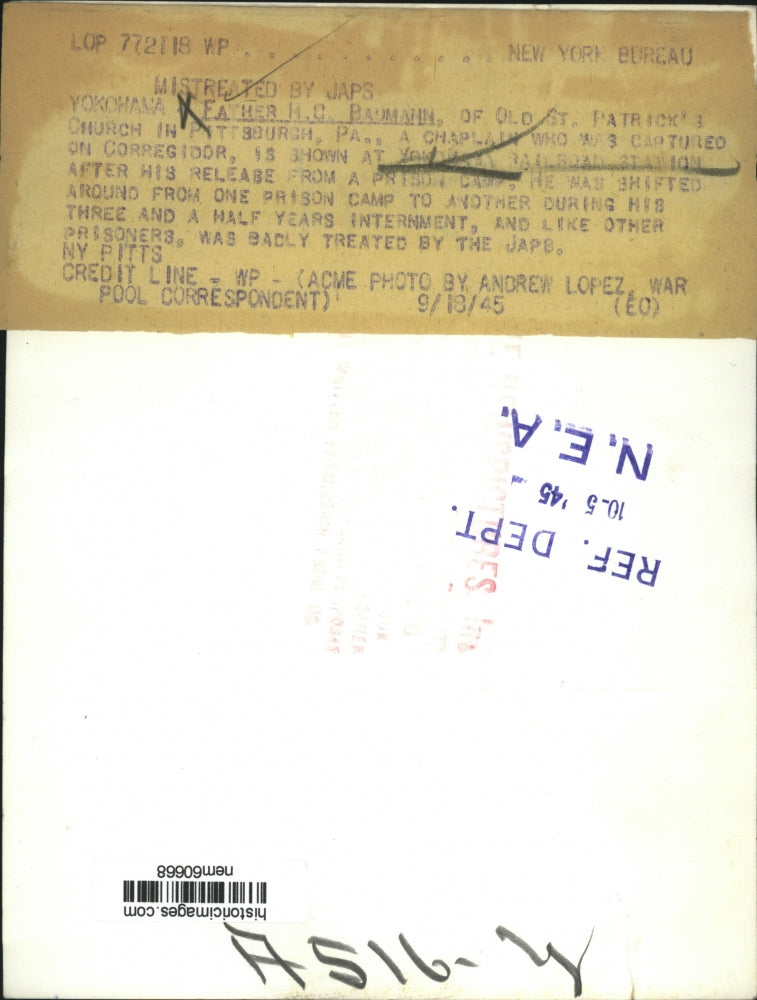 LOP 772118 WP . . . . . . . . . . . . NEW YORK BUREAU
MISTREATED BY JAPS
YOKOHAMA FATHER H.C. BAUMANN, OF OLD ST. PATRICK'S
CHURCH IN PITTSBURGH, PA., A CHAPLAIN WHO WAS CAPTURED
ON CORREGIDOR, IS SHOWN AT YOKOHAMA RAILROAD STATION
AFTER HIS RELEASE FROM A PRISON CAMP. HE WAS SHIFTED
AROUND FROM ONE PRISON CAMP TO ANOTHER DURING HIS
THREE AND A HALF YEARS INTERNMENT, AND LIKE OTHER
PRISONERS, WAS BADLY TREATED BY THE JAPS.
NY PITTS
CREDIT LINE - WP - (ACME PHOTO BY ANDREW LOPEZ, WAR
POOL CORRESPONDENT) 9/18/45 (EO)
REF. DEPT.
10-5 '45 -
N.E.A.
historicimages.com
nem60668